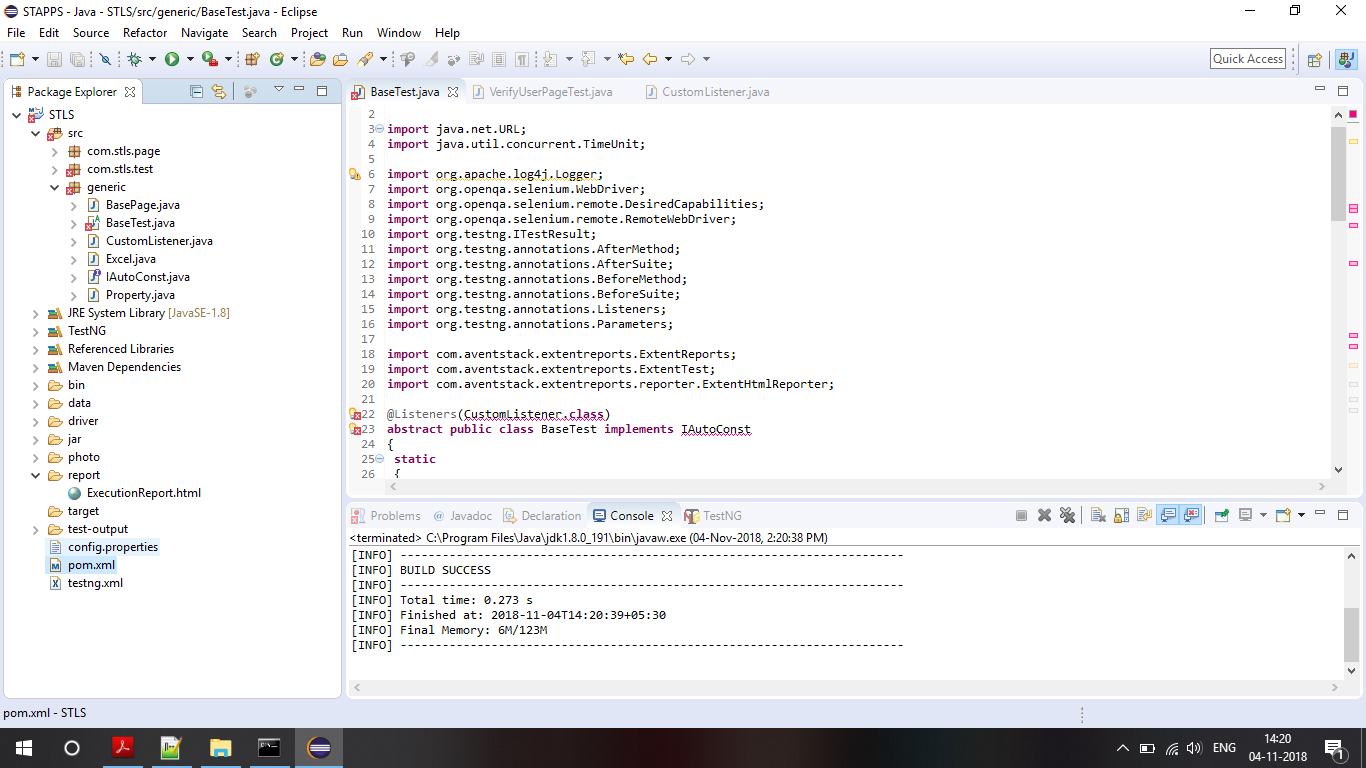 STAPPS - Java - STLS/src/generic/BaseTest.java - Eclipse
File Edit Source Refactor Navigate Search Project Run Window Help
Quick Access
Package Explorer
STLS
src
com.stls.page
com.stls.test
generic
BasePage.java
BaseTest.java
CustomListener.java
Excel.java
IAutoConst.java
Property.java
JRE System Library [JavaSE-1.8]
TestNG
Referenced Libraries
Maven Dependencies
bin
data
driver
jar
photo
report
ExecutionReport.html
target
test-output
config.properties
pom.xml
testng.xml
BaseTest.java VerifyUserPageTest.java CustomListener.java
2
3 import java.net.URL;
4 import java.util.concurrent.TimeUnit;
5
6 import org.apache.log4j.Logger;
7 import org.openqa.selenium.WebDriver;
8 import org.openqa.selenium.remote.DesiredCapabilities;
9 import org.openqa.selenium.remote.RemoteWebDriver;
10 import org.testng.ITestResult;
11 import org.testng.annotations.AfterMethod;
12 import org.testng.annotations.AfterSuite;
13 import org.testng.annotations.BeforeMethod;
14 import org.testng.annotations.BeforeSuite;
15 import org.testng.annotations.Listeners;
16 import org.testng.annotations.Parameters;
17
18 import com.aventstack.extentreports.ExtentReports;
19 import com.aventstack.extentreports.ExtentTest;
20 import com.aventstack.extentreports.reporter.ExtentHtmlReporter;
21
22 @Listeners(CustomListener.class)
23 abstract public class BaseTest implements IAutoConst
24 {
25 static
26 {
Problems Javadoc Declaration Console TestNG
<terminated> C:\Program Files\Java\jdk1.8.0_191\bin\javaw.exe (04-Nov-2018, 2:20:38 PM)
[INFO] ------------------------------------------------------------------------
[INFO] BUILD SUCCESS
[INFO] ------------------------------------------------------------------------
[INFO] Total time: 0.273 s
[INFO] Finished at: 2018-11-04T14:20:39+05:30
[INFO] Final Memory: 6M/123M
[INFO] ------------------------------------------------------------------------
pom.xml - STLS
ENG
14:20
04-11-2018
1